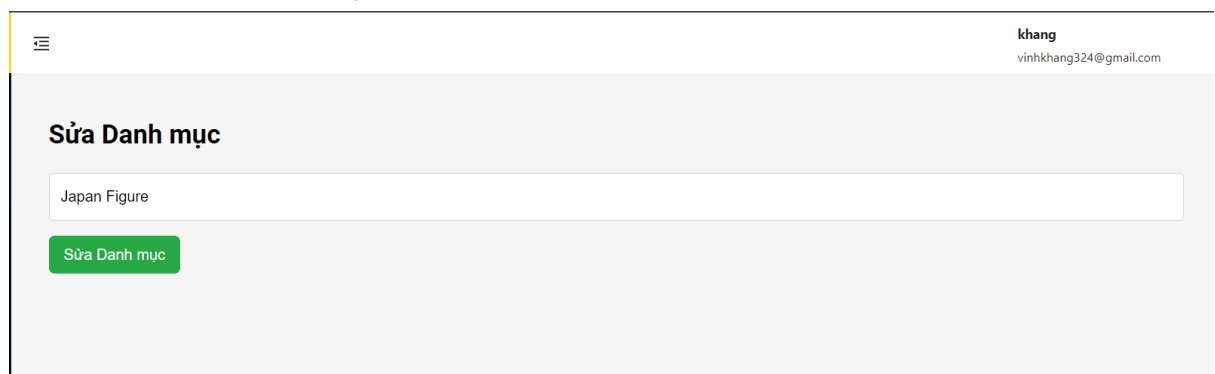 khang
vinhkhang324@gmail.com
Sửa Danh mục
Japan Figure
Sửa Danh mục